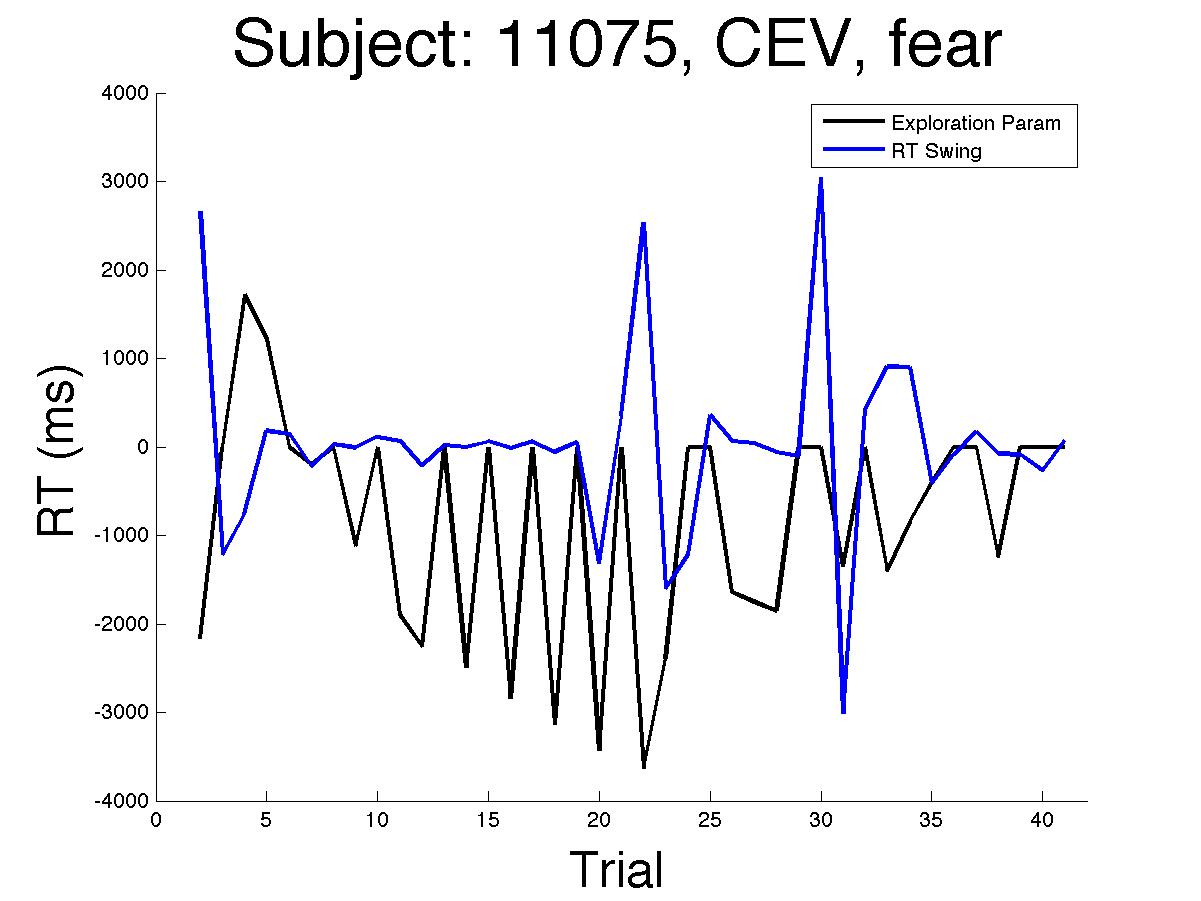 Subject: 11075, CEV, fear
4000
3000
2000
1000
0
-1000
-2000
-3000
-4000
RT (ms)
Exploration Param
RT Swing
0 5 10 15 20 25 30 35 40
Trial